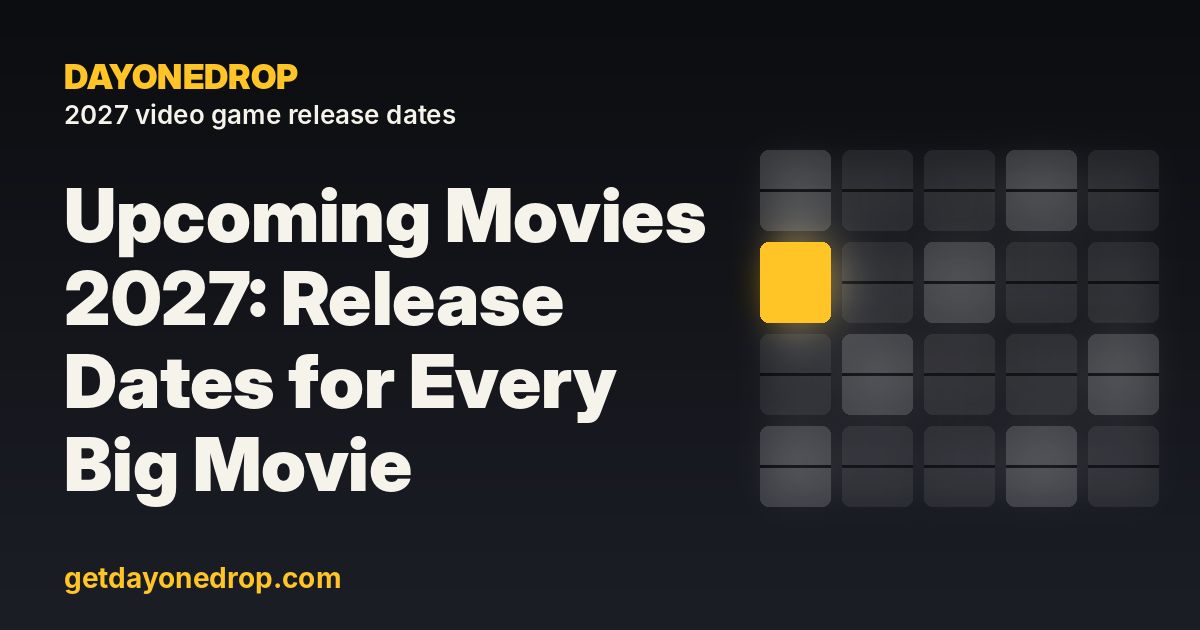 DAYONEDROP
2027 video game release dates
Upcoming Movies
2027: Release
Dates for Every
Big Movie
getdayonedrop.com